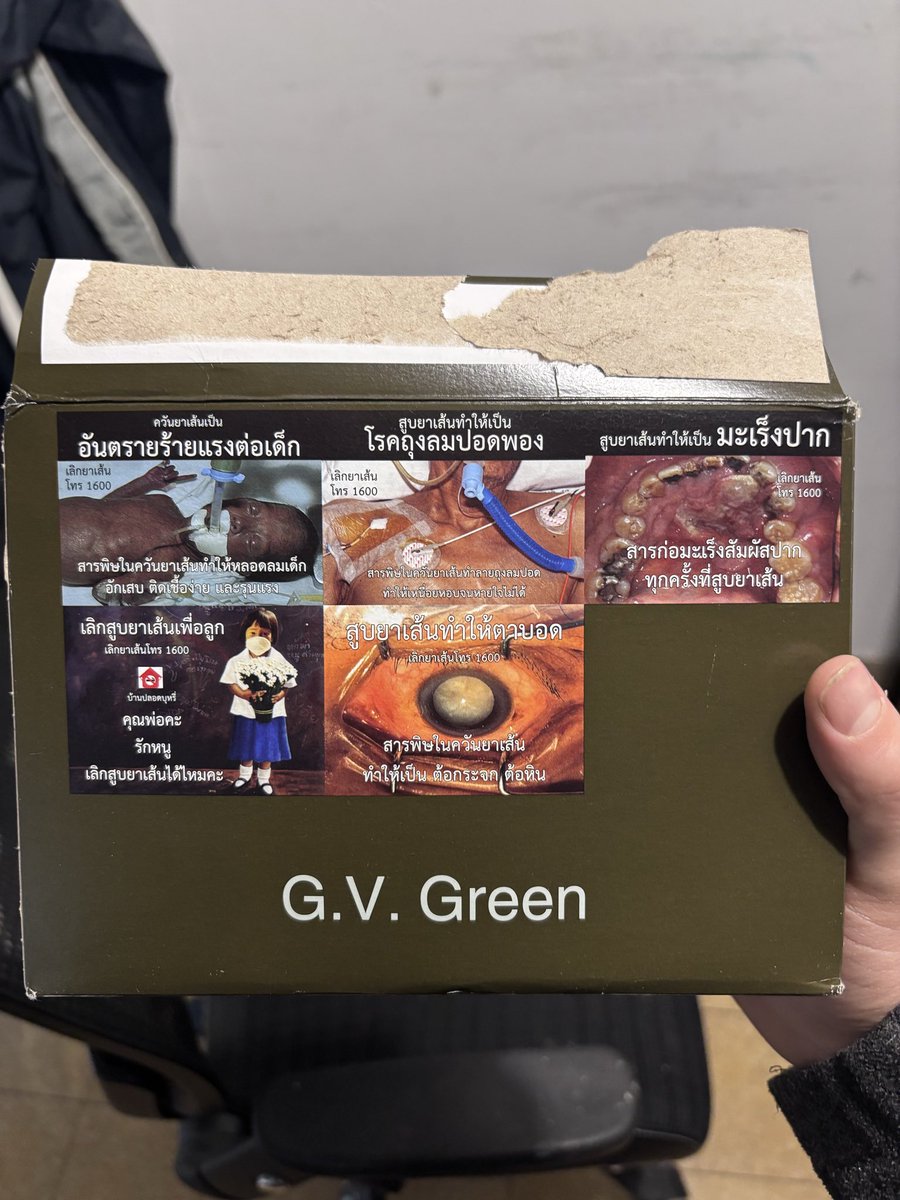 ควันยาเส้นเป็น
อันตรายร้ายแรงต่อเด็ก
เลิกยาเส้น
โทร 1600
สารพิษในควันยาเส้นทำให้หลอดลมเด็ก
อักเสบ ติดเชื้อง่าย และรุนแรง
สูบยาเส้นทำให้เป็น
โรคถุงลมปอดพอง
เลิกยาเส้น
โทร 1600
สารพิษในควันยาเส้นทำลายถุงลมปอด
ทำให้เหนื่อยหอบจนหายใจไม่ได้
สูบยาเส้นทำให้เป็น มะเร็งปาก
เลิกยาเส้น
โทร 1600
สารก่อมะเร็งสัมผัสปาก
ทุกครั้งที่สูบยาเส้น
เลิกสูบยาเส้นเพื่อลูก
เลิกยาเส้นโทร 1600
บ้านปลอดบุหรี่
คุณพ่อคะ
รักหนู
เลิกสูบยาเส้นได้ไหมคะ
สูบยาเส้นทำให้ตาบอด
เลิกยาเส้นโทร 1600
สารพิษในควันยาเส้น
ทำให้เป็น ต้อกระจก ต้อหิน
G.V. Green